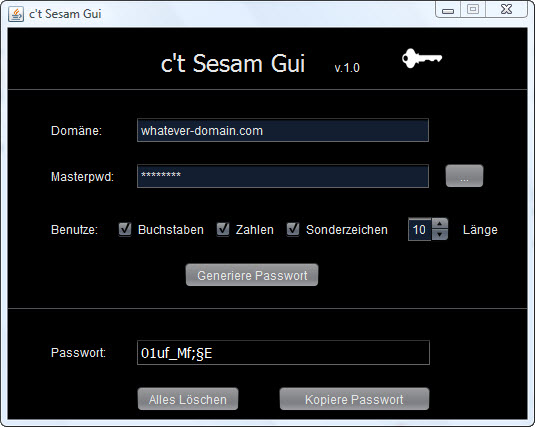 c't Sesam Gui
c't Sesam Gui v.1.0
Domäne: whatever-domain.com
Masterpwd: ******** ...
Benutze: Buchstaben Zahlen Sonderzeichen 10 Länge
Generiere Passwort
Passwort: 01uf_Mf;§E
Alles Löschen Kopiere Passwort